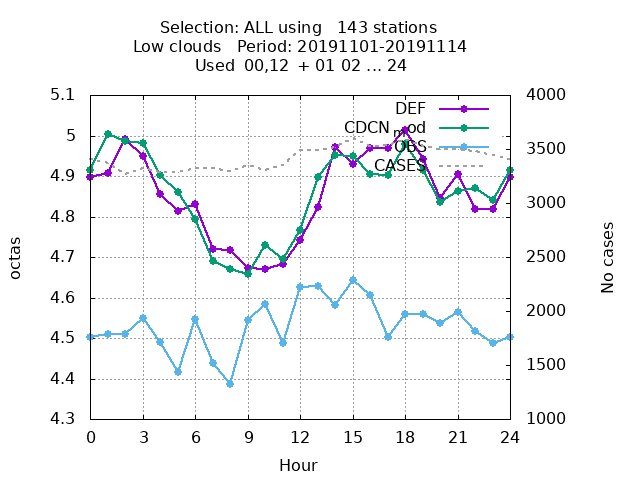 Selection: ALL using 143 stations
Low clouds Period: 20191101-20191114
Used 00,12 + 01 02 ... 24
5.1
5
4.9
4.8
4.7
4.6
4.5
4.4
4.3
octas
DEF
CDCN_mod
OBS
CASES
4000
3500
3000
2500
2000
1500
1000
No cases
0 3 6 9 12 15 18 21 24
Hour